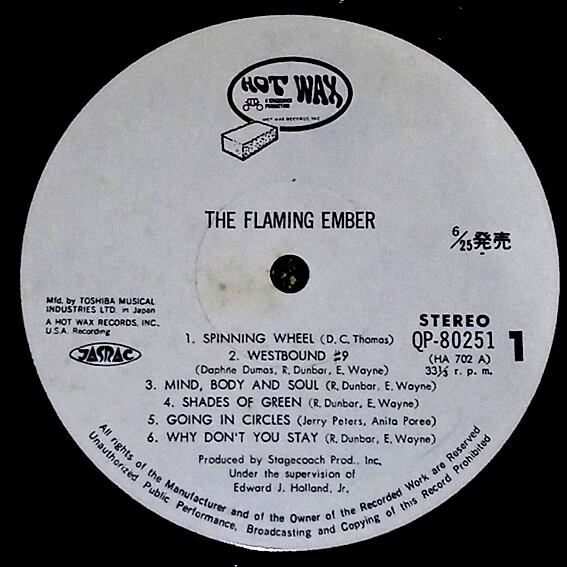 HOT WAX
A STAGECOACH
PRODUCTION
HOT WAX RECORDS, INC.
THE FLAMING EMBER
6/25発売
Mfd. by TOSHIBA MUSICAL
INDUSTRIES LTD. in Japan
A HOT WAX RECORDS, INC.,
U.S.A. Recording
JASRAC
STEREO
QP-80251
(HA 702 A)
33⅓ r. p. m.
1
1. SPINNING WHEEL (D. C. Thomas)
2. WESTBOUND #9
(Daphne Dumas, R. Dunbar, E. Wayne)
3. MIND, BODY AND SOUL (R. Dunbar, E. Wayne)
4. SHADES OF GREEN (R. Dunbar, E. Wayne)
5. GOING IN CIRCLES (Jerry Peters, Anita Poree)
6. WHY DON'T YOU STAY (R. Dunbar, E. Wayne)
Produced by Stagecoach Prod., Inc.
Under the supervision of
Edward J. Holland, Jr.
All rights of the Manufacturer and of the Owner of the Recorded Work are Reserved
Unauthorized Public Performance, Broadcasting and Copying of this Record Prohibited